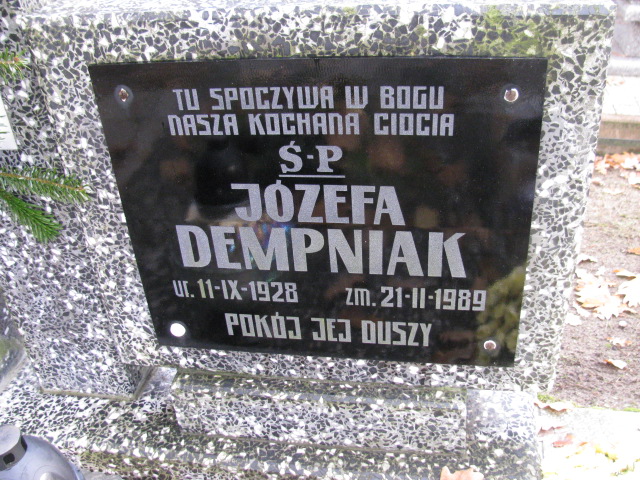 TU SPOCZYWA W BOGU
NASZA KOCHANA CIOCIA
Ś-P
JÓZEFA
DEMPNIAK
ur. 11-IX-1928 zm. 21-II-1989
POKÓJ JEJ DUSZY